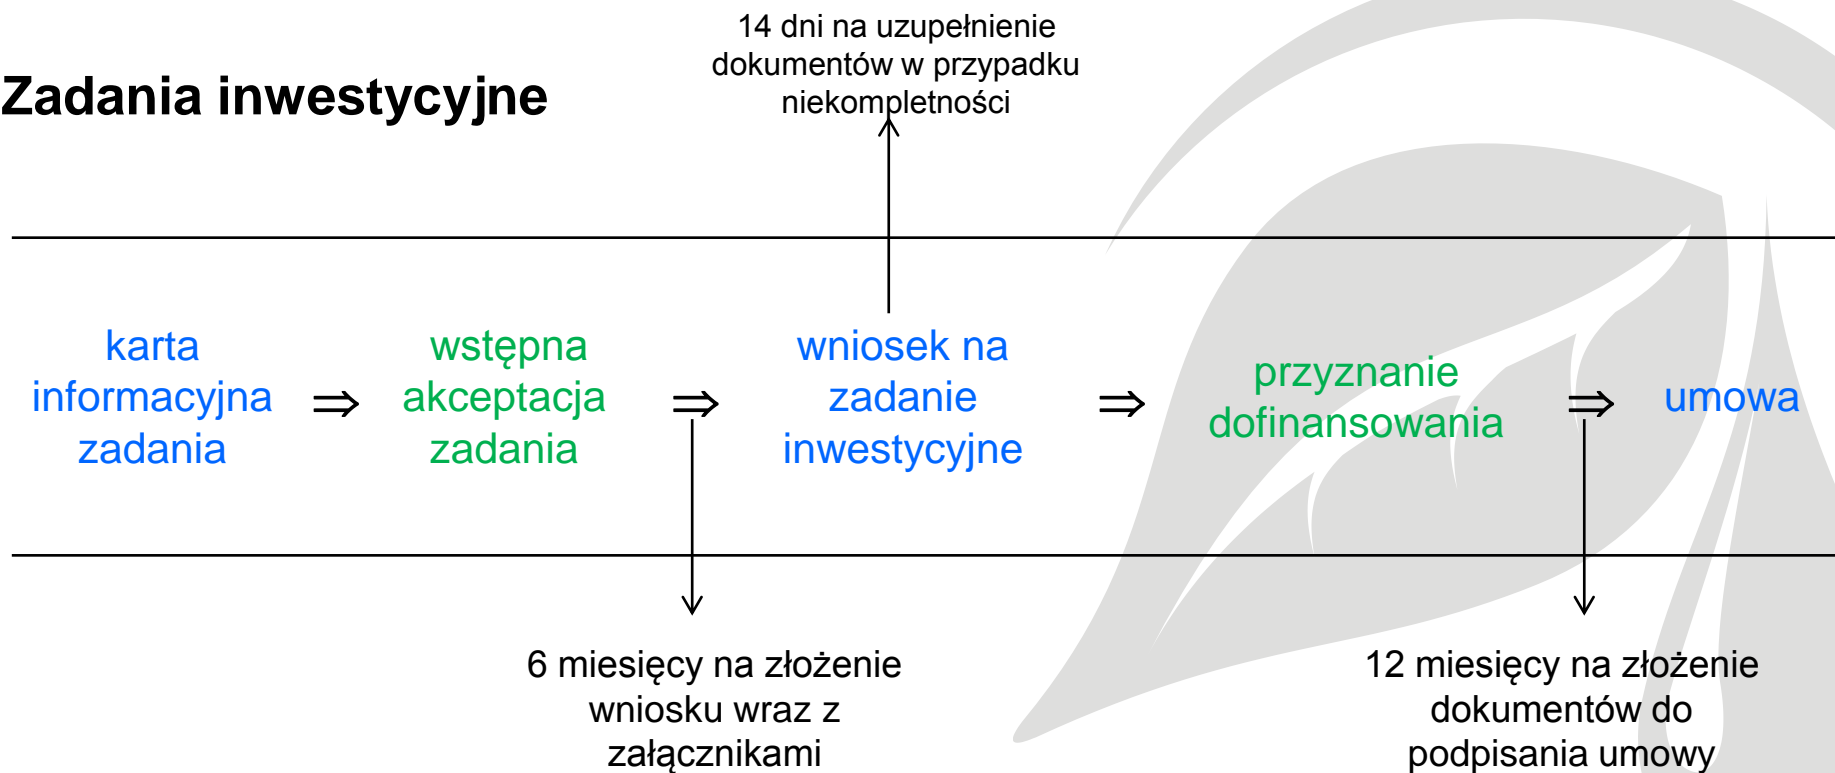 Zadania inwestycyjne
14 dni na uzupełnienie
dokumentów w przypadku
niekompletności
karta
informacyjna
zadania
⇒
wstępna
akceptacja
zadania
⇒
wniosek na
zadanie
inwestycyjne
⇒
przyznanie
dofinansowania
⇒
umowa
6 miesięcy na złożenie
wniosku wraz z
załącznikami
12 miesięcy na złożenie
dokumentów do
podpisania umowy